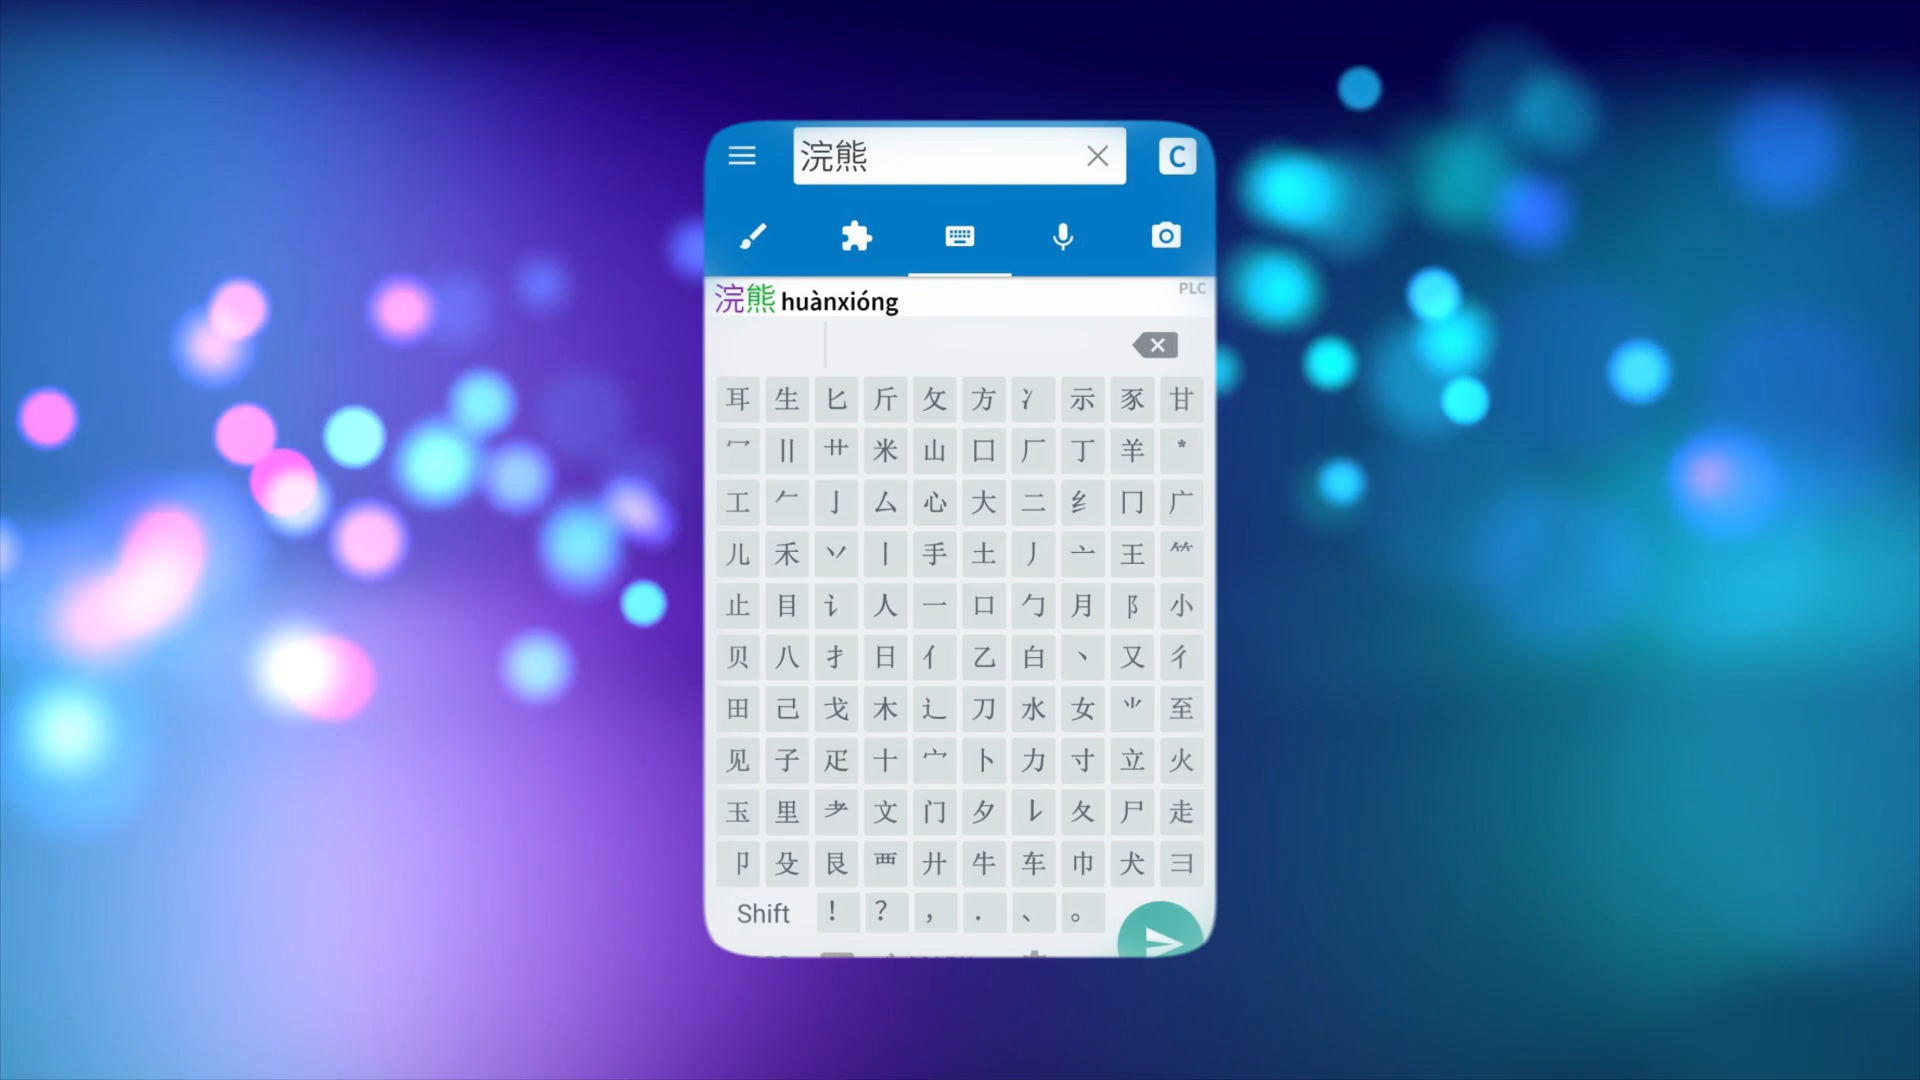 浣熊
C
浣熊 huànxióng
PLC
耳 生 匕 斤 攵 方 冫 示 豕 甘
冖 || 艹 米 山 囗 厂 丁 羊 *
工 𠂉 亅 厶 心 大 二 纟 冂 广
儿 禾 丷 丨 手 土 丿 亠 王 ⺮
止 目 讠 人 一 口 勹 月 阝 小
贝 八 扌 日 亻 乙 白 丶 又 彳
田 己 戈 木 辶 刀 水 女 ⺌ 至
见 子 疋 十 宀 卜 力 寸 立 火
玉 里 耂 文 门 夕 𠄌 夂 尸 走
卩 殳 艮 覀 廾 牛 车 巾 犬 彐
Shift ! ? , . 、 。